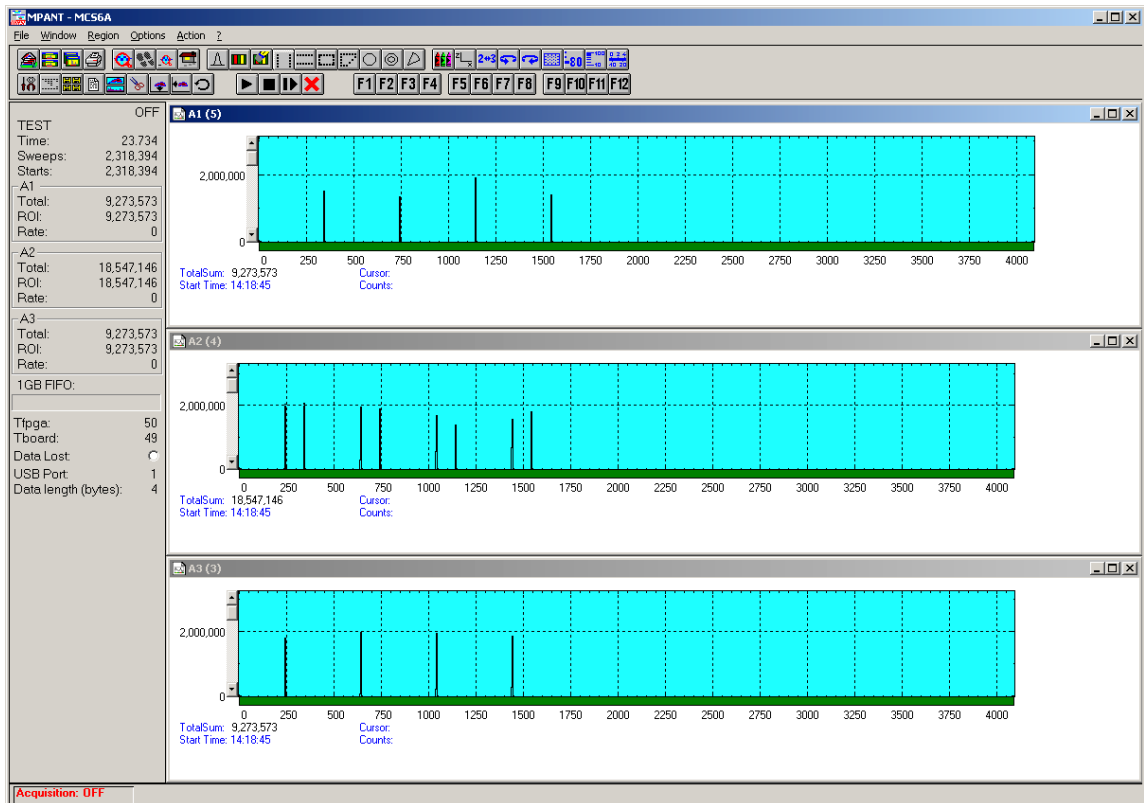 MPANT - MCS6A
File Window Region Options Action ?
F1 F2 F3 F4 F5 F6 F7 F8 F9 F10 F11 F12
OFF
TEST
Time: 23.734
Sweeps: 2,318,394
Starts: 2,318,394
A1
Total: 9,273,573
ROI: 9,273,573
Rate: 0
A2
Total: 18,547,146
ROI: 18,547,146
Rate: 0
A3
Total: 9,273,573
ROI: 9,273,573
Rate: 0
1GB FIFO:
Tfpga: 50
Tboard: 49
Data Lost:
USB Port: 1
Data length (bytes): 4
A1 (5)
2,000,000
0
0 250 500 750 1000 1250 1500 1750 2000 2250 2500 2750 3000 3250 3500 3750 4000
TotalSum: 9,273,573 Cursor:
Start Time: 14:18:45 Counts:
A2 (4)
2,000,000
0
0 250 500 750 1000 1250 1500 1750 2000 2250 2500 2750 3000 3250 3500 3750 4000
TotalSum: 18,547,146 Cursor:
Start Time: 14:18:45 Counts:
A3 (3)
2,000,000
0
0 250 500 750 1000 1250 1500 1750 2000 2250 2500 2750 3000 3250 3500 3750 4000
TotalSum: 9,273,573 Cursor:
Start Time: 14:18:45 Counts:
Acquisition: OFF